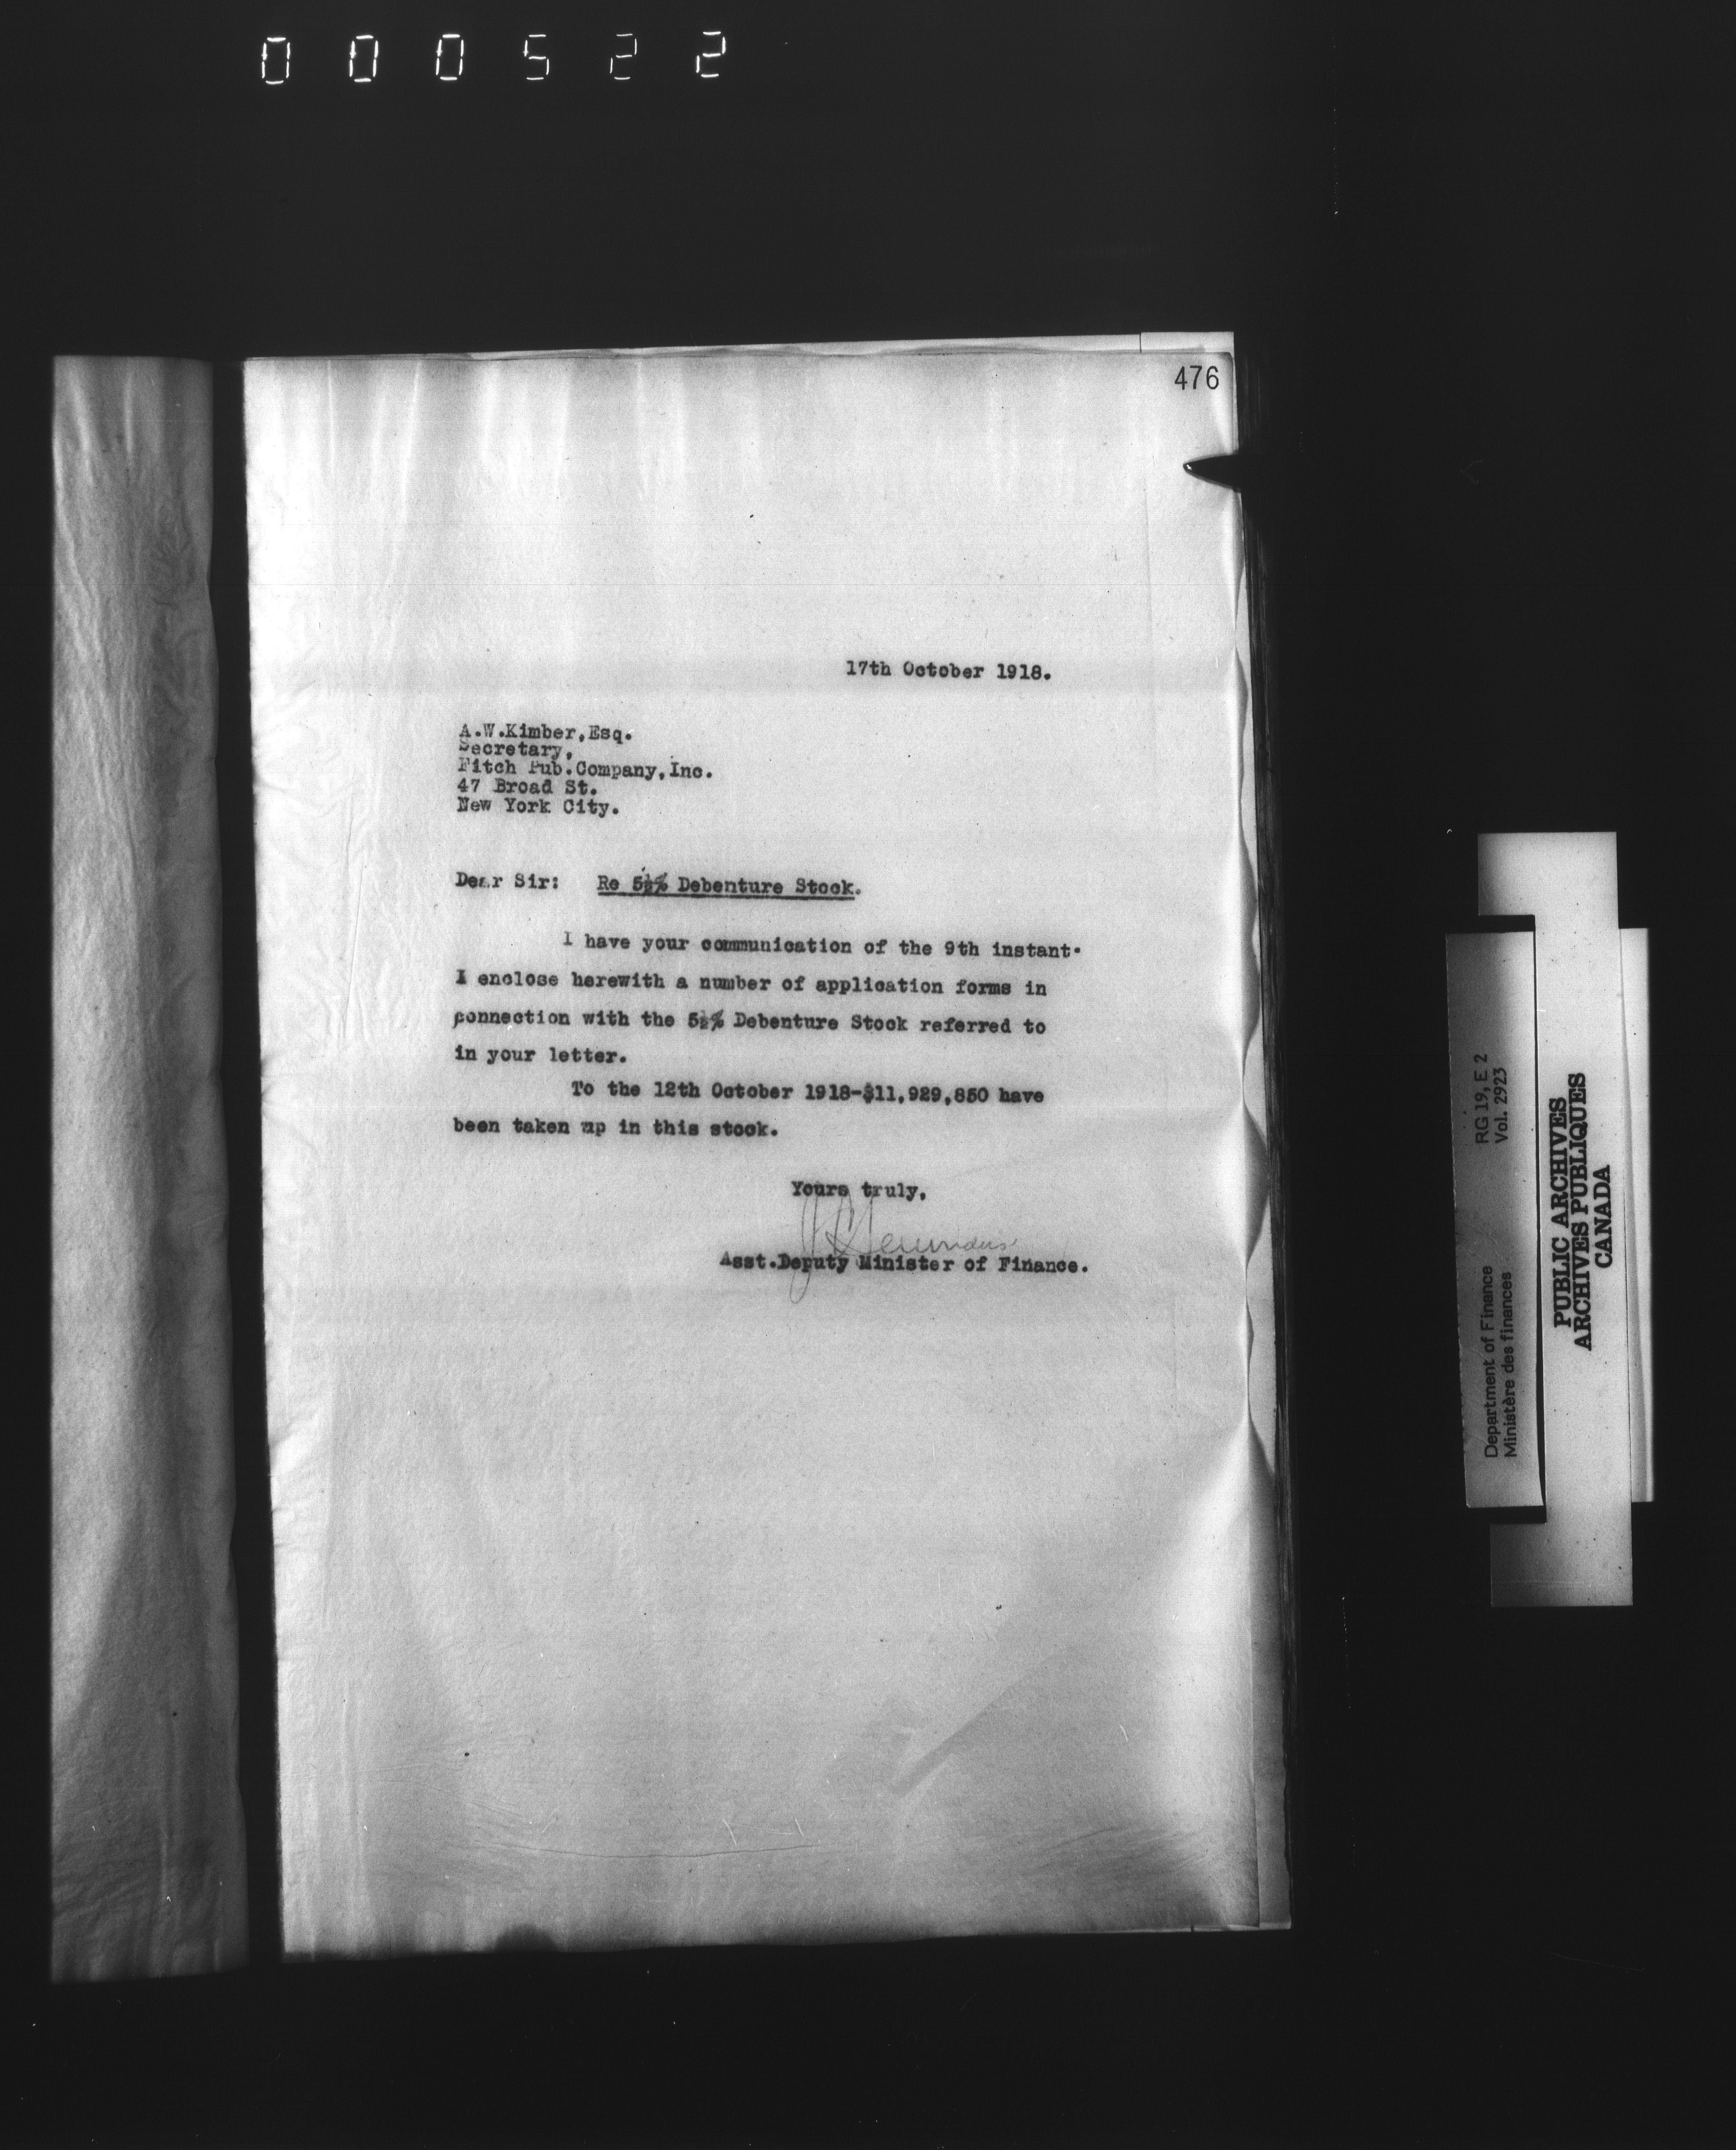 000522
476
17th October 1918.
A.W.Kimber,Esq.
Secretary,
Fitch Pub.Company,Inc.
47 Broad St.
New York City.
Dear Sir: Re 5½% Debenture Stock.
I have your communication of the 9th instant.
I enclose herewith a number of application forms in
connection with the 5½% Debenture Stock referred to
in your letter.
To the 12th October 1918-$11,929,850 have
been taken up in this stock.
Yours truly,
JCSaunders
Asst.Deputy Minister of Finance.
Department of Finance RG 19, E 2
Ministère des finances Vol. 2923
PUBLIC ARCHIVES
ARCHIVES PUBLIQUES
CANADA